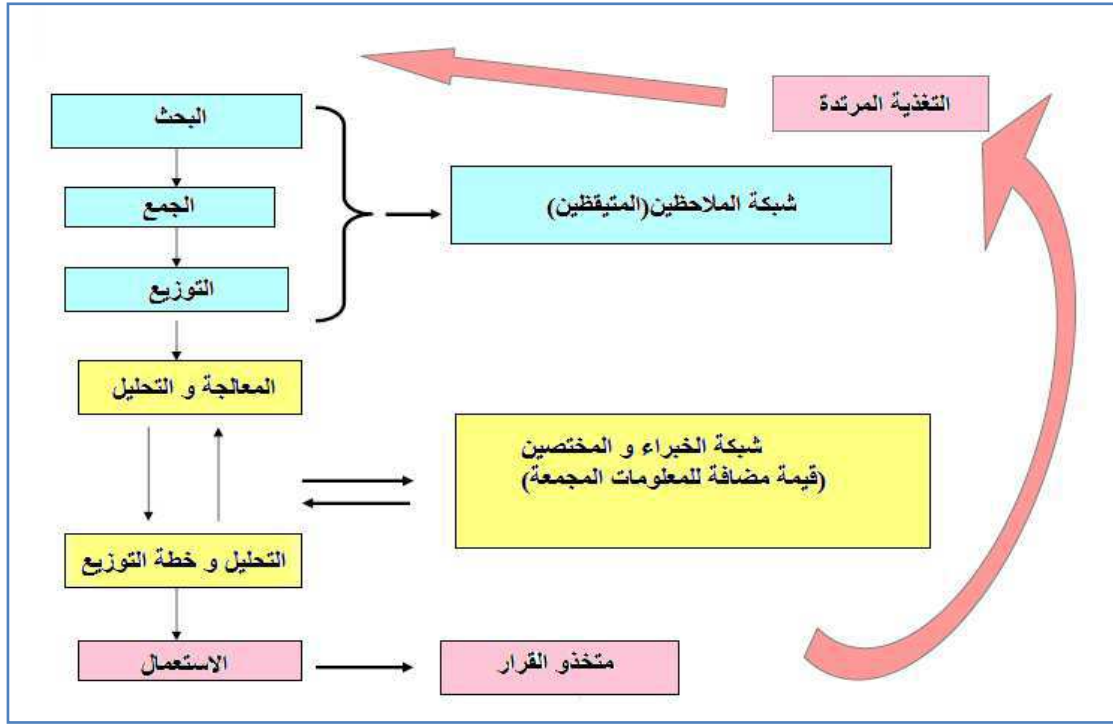 التغذية المرتدة
البحث
الجمع
شبكة الملاحظين(المتيقظين)
التوزيع
المعالجة و التحليل
شبكة الخبراء و المختصين
(قيمة مضافة للمعلومات المجمعة)
التحليل و خطة التوزيع
الاستعمال
متخذو القرار